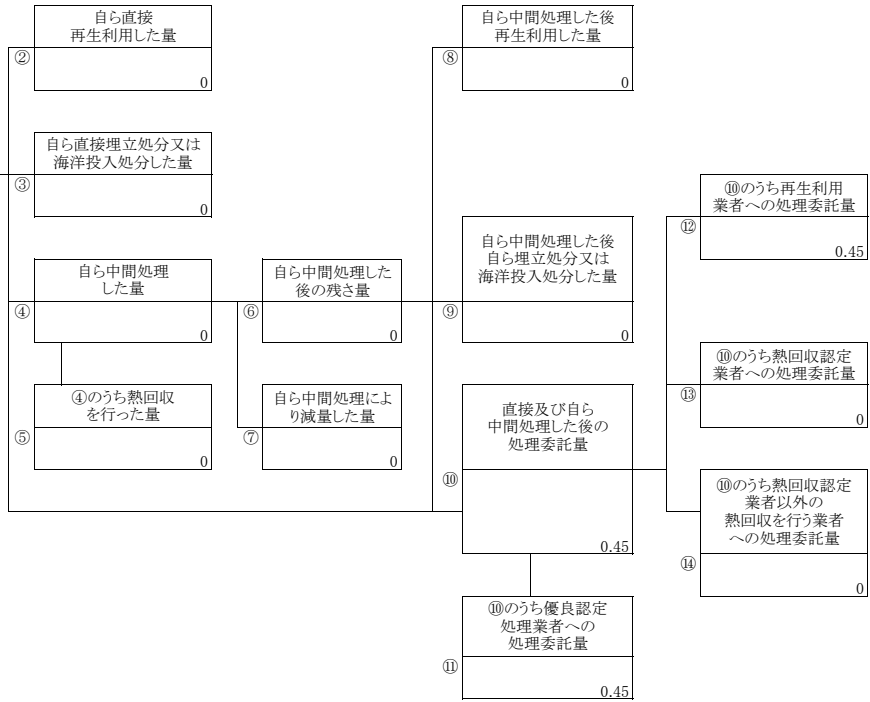 自ら直接
再生利用した量
②
0
自ら直接埋立処分又は
海洋投入処分した量
③
0
自ら中間処理
した量
④
0
④のうち熱回収
を行った量
⑤
0
自ら中間処理した
後の残さ量
⑥
0
自ら中間処理によ
り減量した量
⑦
0
自ら中間処理した後
再生利用した量
⑧
0
自ら中間処理した後
自ら埋立処分又は
海洋投入処分した量
⑨
0
直接及び自ら
中間処理した後の
処理委託量
⑩
0.45
⑩のうち優良認定
処理業者への
処理委託量
⑪
0.45
⑩のうち再生利用
業者への処理委託量
⑫
0.45
⑩のうち熱回収認定
業者への処理委託量
⑬
0
⑩のうち熱回収認定
業者以外の
熱回収を行う業者
への処理委託量
⑭
0